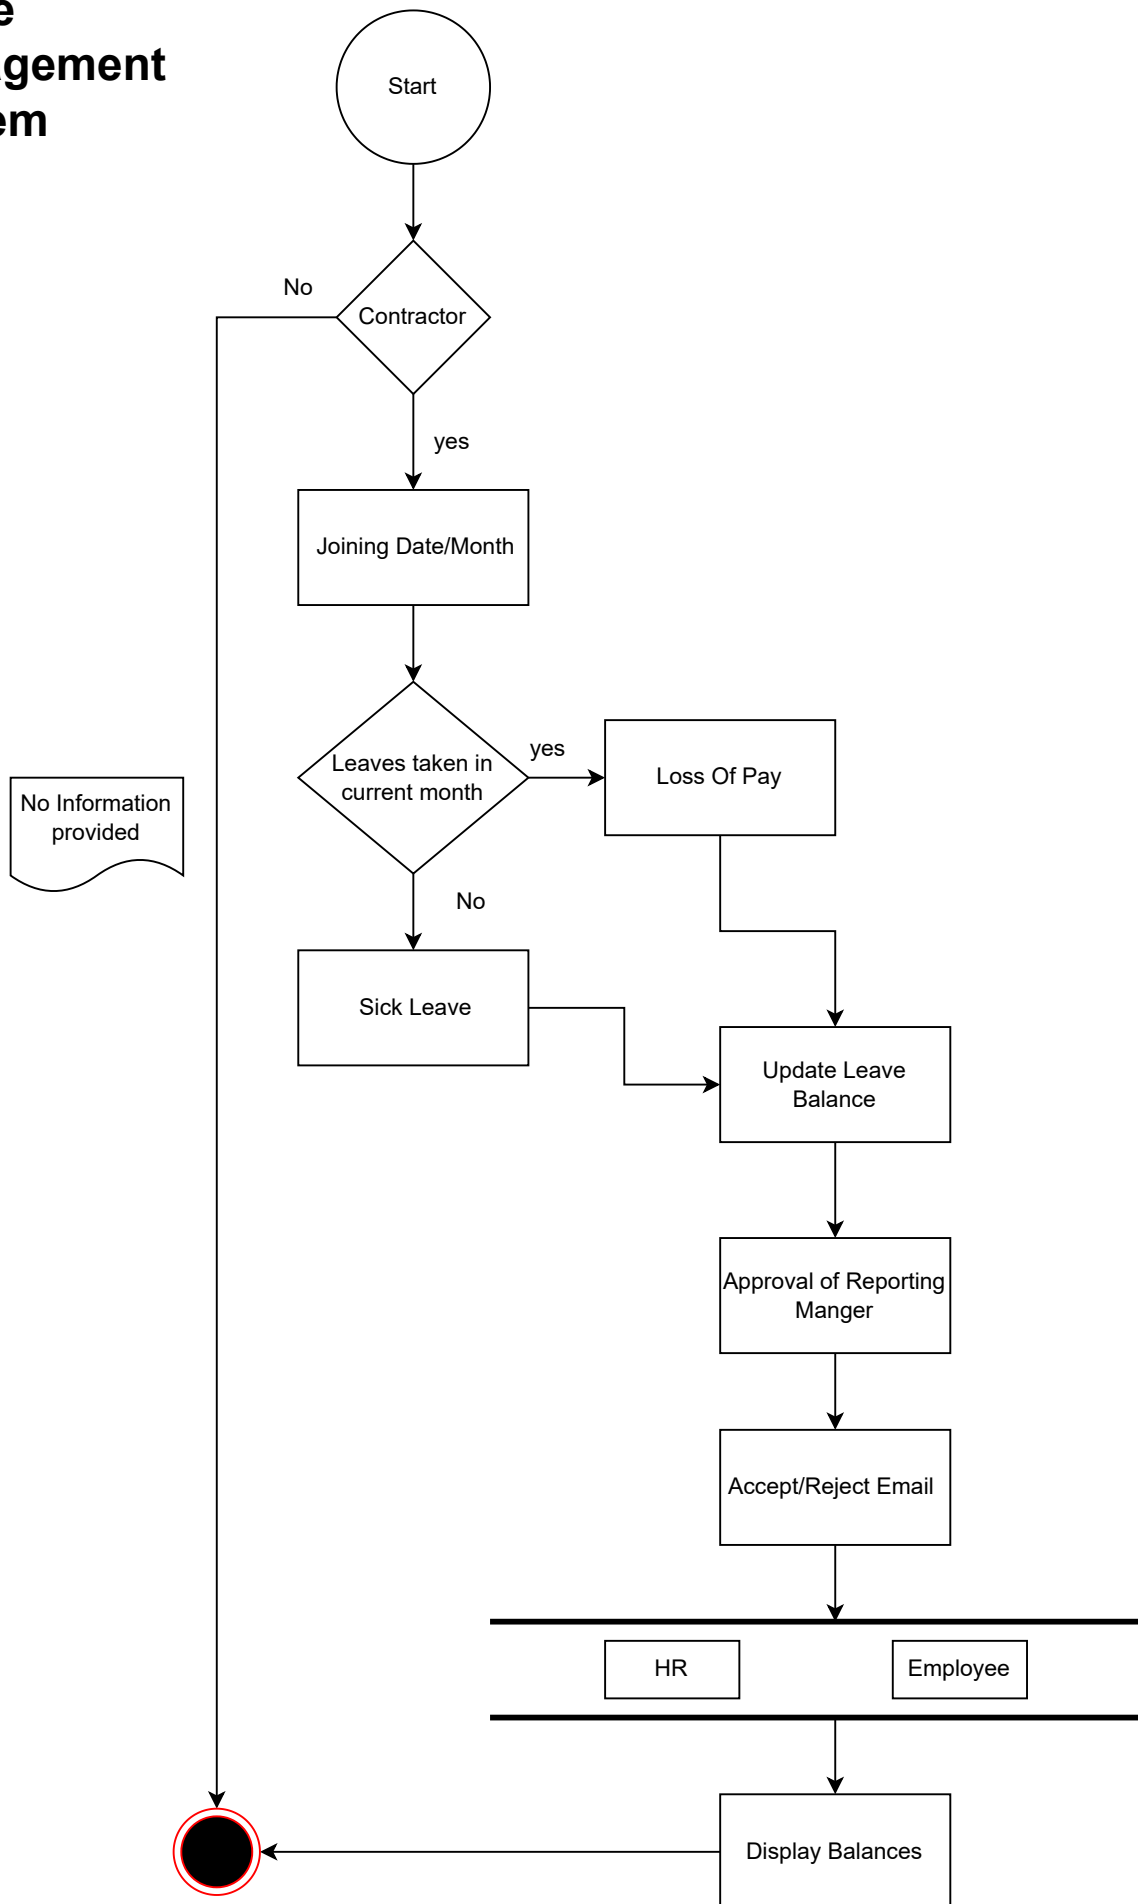 agement
em
Start
No
Contractor
yes
Joining Date/Month
Leaves taken in
current month
yes
Loss Of Pay
No Information
provided
No
Sick Leave
Update Leave
Balance
Approval of Reporting
Manger
Accept/Reject Email
HR
Employee
Display Balances